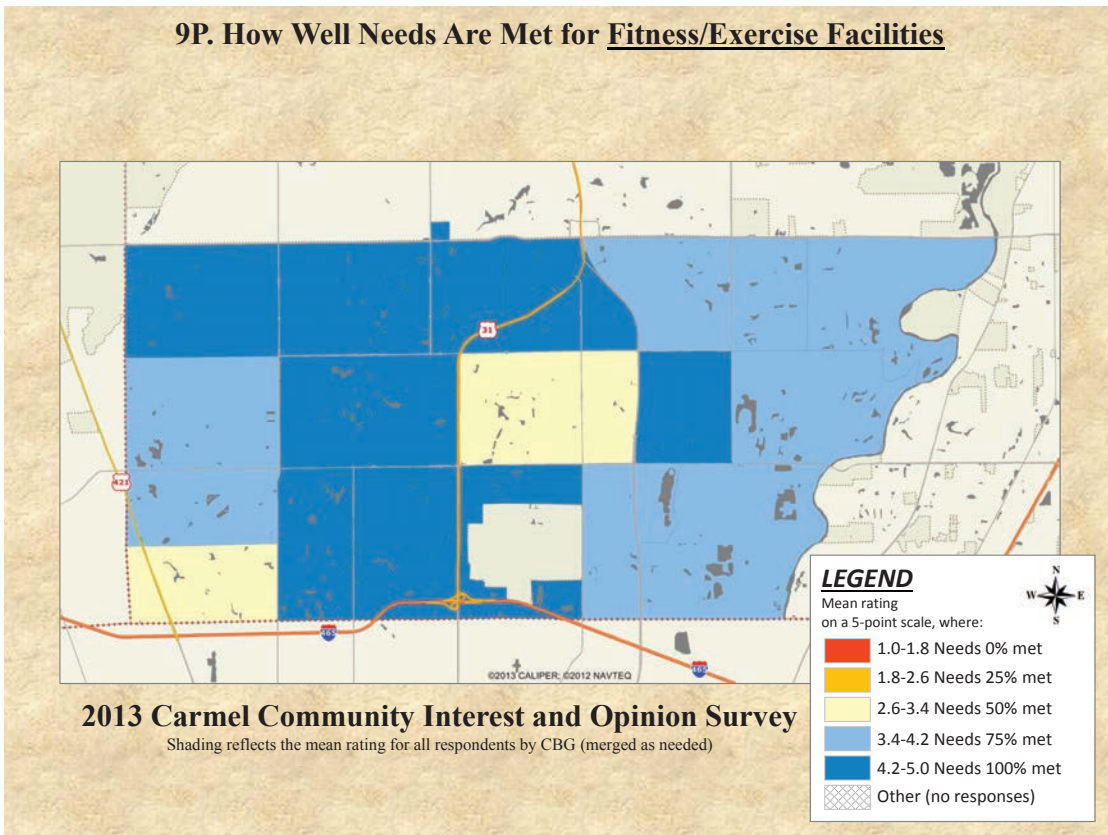 9P. How Well Needs Are Met for Fitness/Exercise Facilities
31
421
465
465
©2013 CALIPER; ©2012 NAVTEQ
LEGEND
N
W E
S
Mean rating
on a 5-point scale, where:
1.0-1.8 Needs 0% met
1.8-2.6 Needs 25% met
2.6-3.4 Needs 50% met
3.4-4.2 Needs 75% met
4.2-5.0 Needs 100% met
Other (no responses)
2013 Carmel Community Interest and Opinion Survey
Shading reflects the mean rating for all respondents by CBG (merged as needed)